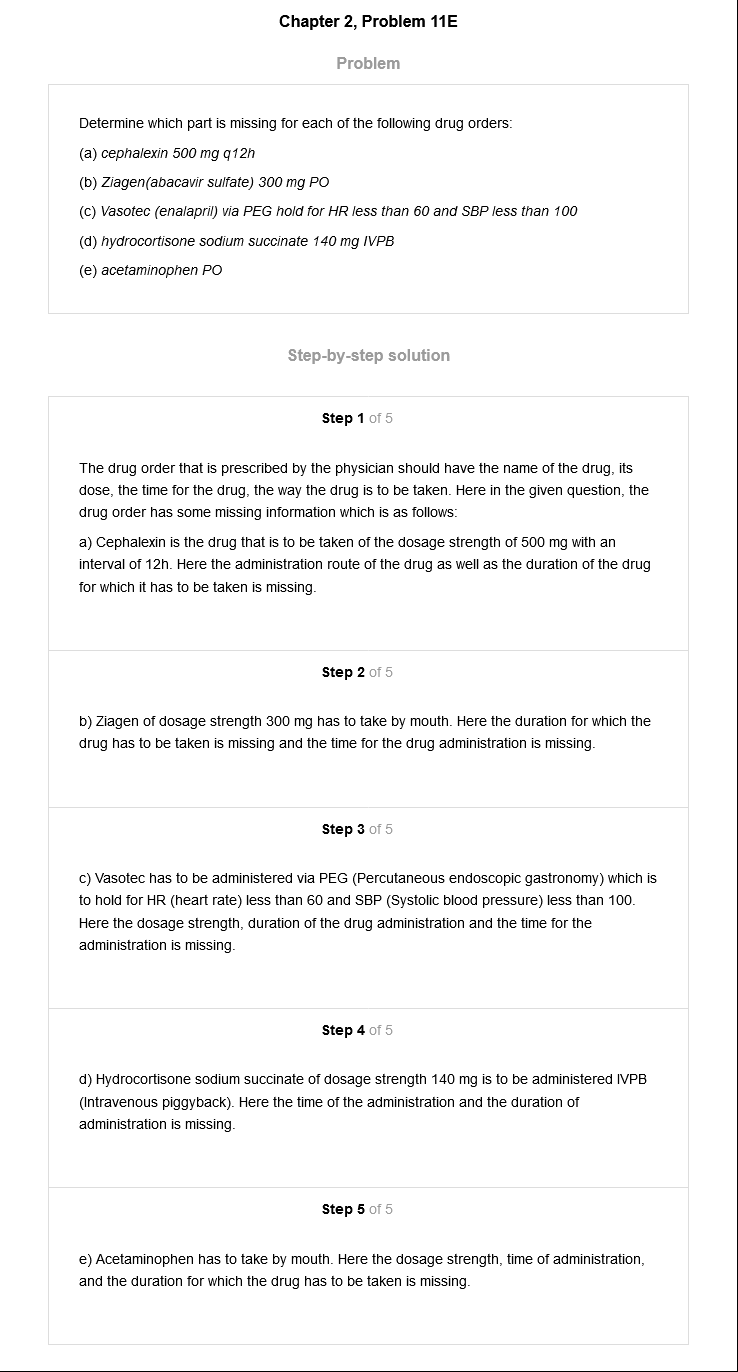 Chapter 2, Problem 11E
Problem
Determine which part is missing for each of the following drug orders:
(a) cephalexin 500 mg q12h
(b) Ziagen(abacavir sulfate) 300 mg PO
(c) Vasotec (enalapril) via PEG hold for HR less than 60 and SBP less than 100
(d) hydrocortisone sodium succinate 140 mg IVPB
(e) acetaminophen PO
Step-by-step solution
Step 1 of 5
The drug order that is prescribed by the physician should have the name of the drug, its
dose, the time for the drug, the way the drug is to be taken. Here in the given question, the
drug order has some missing information which is as follows:
a) Cephalexin is the drug that is to be taken of the dosage strength of 500 mg with an
interval of 12h. Here the administration route of the drug as well as the duration of the drug
for which it has to be taken is missing.
Step 2 of 5
b) Ziagen of dosage strength 300 mg has to take by mouth. Here the duration for which the
drug has to be taken is missing and the time for the drug administration is missing.
Step 3 of 5
c) Vasotec has to be administered via PEG (Percutaneous endoscopic gastronomy) which is
to hold for HR (heart rate) less than 60 and SBP (Systolic blood pressure) less than 100.
Here the dosage strength, duration of the drug administration and the time for the
administration is missing.
Step 4 of 5
d) Hydrocortisone sodium succinate of dosage strength 140 mg is to be administered IVPB
(Intravenous piggyback). Here the time of the administration and the duration of
administration is missing.
Step 5 of 5
e) Acetaminophen has to take by mouth. Here the dosage strength, time of administration,
and the duration for which the drug has to be taken is missing.